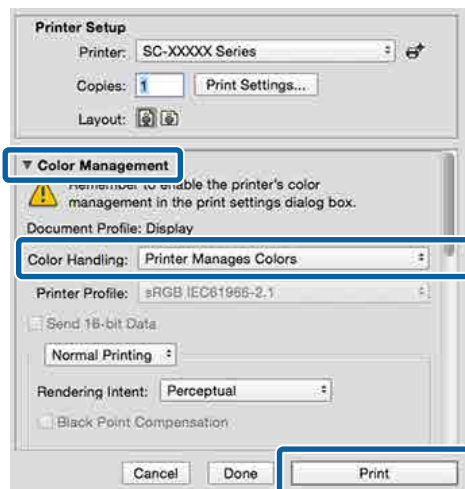 Printer Setup
Printer: SC-XXXXX Series
Copies: 1 Print Settings...
Layout:
▼ Color Management
Remember to enable the printer's color
management in the print settings dialog box.
Document Profile: Display
Color Handling: Printer Manages Colors
Printer Profile: sRGB IEC61966-2.1
Send 16-bit Data
Normal Printing
Rendering Intent: Perceptual
Black Point Compensation
Cancel Done Print